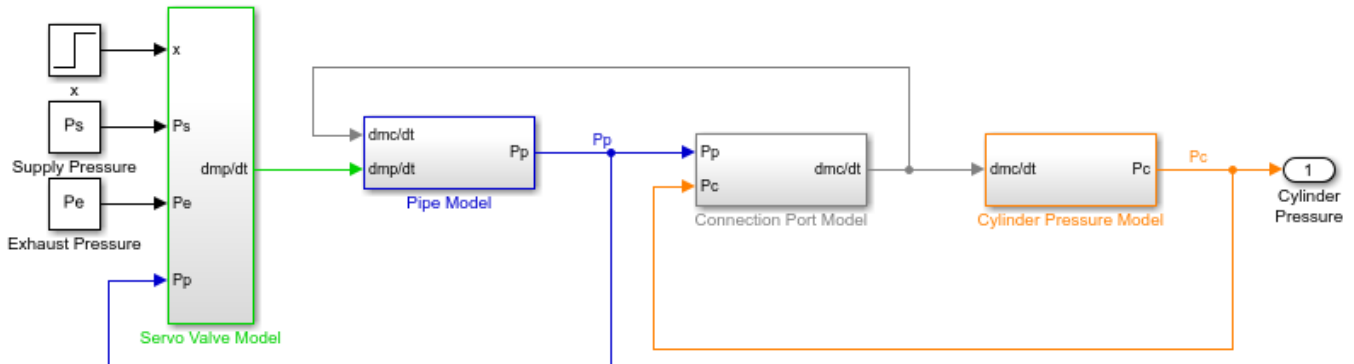 x
x
Ps
Ps
Supply Pressure
dmp/dt
Pe
Pe
Exhaust Pressure
Pp
Servo Valve Model
dmc/dt
dmp/dt
Pp
Pipe Model
Pp
Pp
Pc
dmc/dt
Connection Port Model
dmc/dt
Pc
Cylinder Pressure Model
Pc
1
Cylinder
Pressure